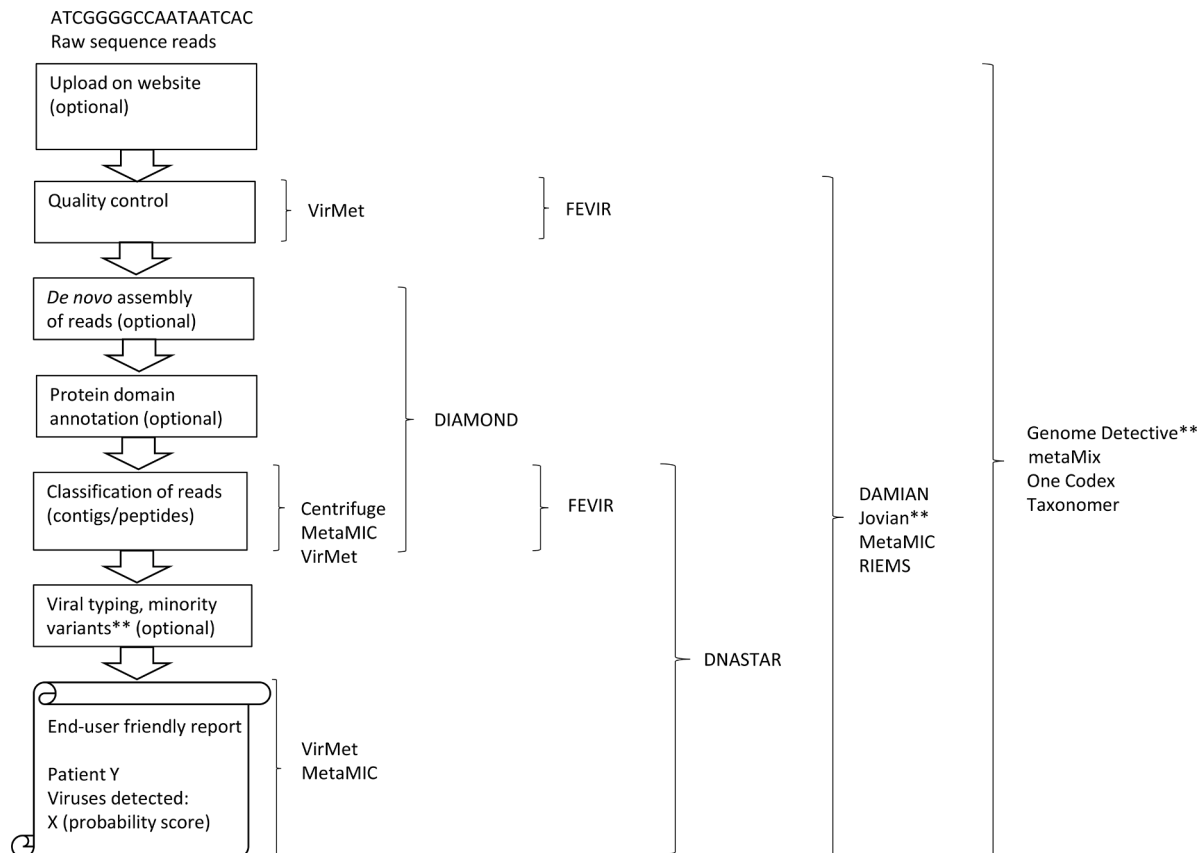 ATCGGGGCCAATAATCAC
Raw sequence reads
Upload on website
(optional)
Quality control
VirMet
FEVIR
De novo assembly
of reads (optional)
Protein domain
annotation (optional)
DIAMOND
Classification of reads
(contigs/peptides)
Centrifuge
MetaMIC
VirMet
FEVIR
Viral typing, minority
variants** (optional)
DNASTAR
End-user friendly report
Patient Y
Viruses detected:
X (probability score)
VirMet
MetaMIC
DAMIAN
Jovian**
MetaMIC
RIEMS
Genome Detective**
metaMix
One Codex
Taxonomer